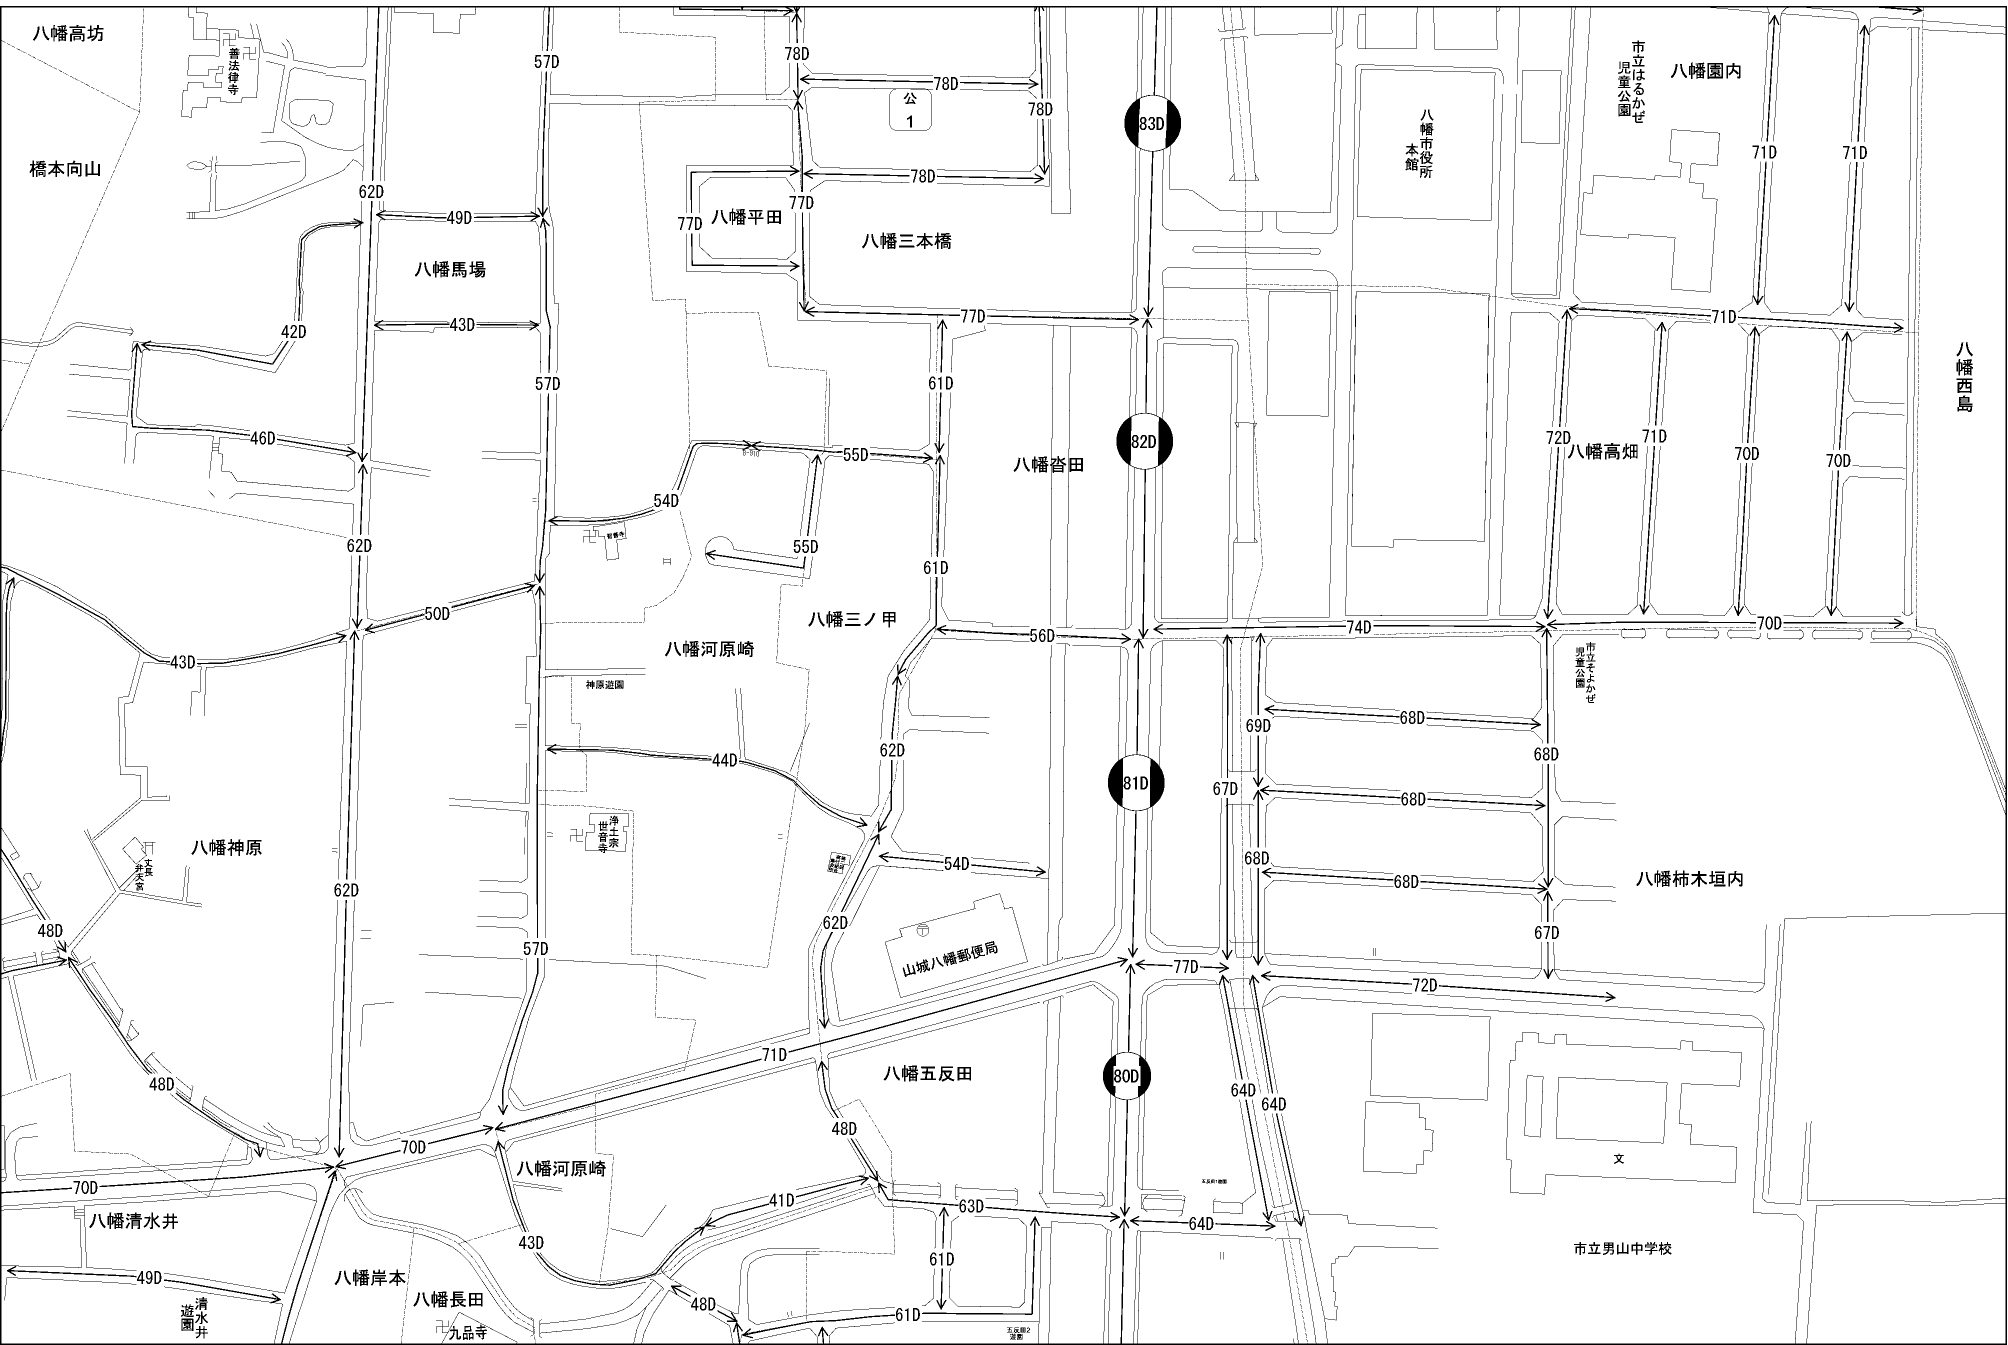 八幡高坊
善法律寺
57D
78D
78D
公
1
78D
83D
八幡市役所
本館
市立はるかぜ
児童公園
八幡園内
71D
71D
橋本向山
62D
49D
77D
八幡平田
77D
78D
八幡三本橋
八幡馬場
42D
43D
77D
71D
57D
61D
八幡西島
46D
55D
82D
八幡沓田
72D
71D
八幡高畑
70D
70D
54D
62D
55D
61D
50D
八幡三ノ甲
56D
74D
70D
43D
八幡河原崎
神原遊園
市立そよかぜ
児童公園
68D
69D
62D
44D
68D
81D
67D
68D
八幡神原
丈長
弁天宮
浄土宗
世音寺
54D
68D
68D
八幡柿木垣内
62D
62D
48D
57D
山城八幡郵便局
67D
77D
72D
71D
48D
八幡五反田
80D
64D
64D
48D
70D
文
八幡河原崎
70D
41D
63D
64D
八幡清水井
43D
61D
市立男山中学校
49D
八幡岸本
八幡長田
清水井
遊園
48D
61D
九品寺
五反田2
遊園